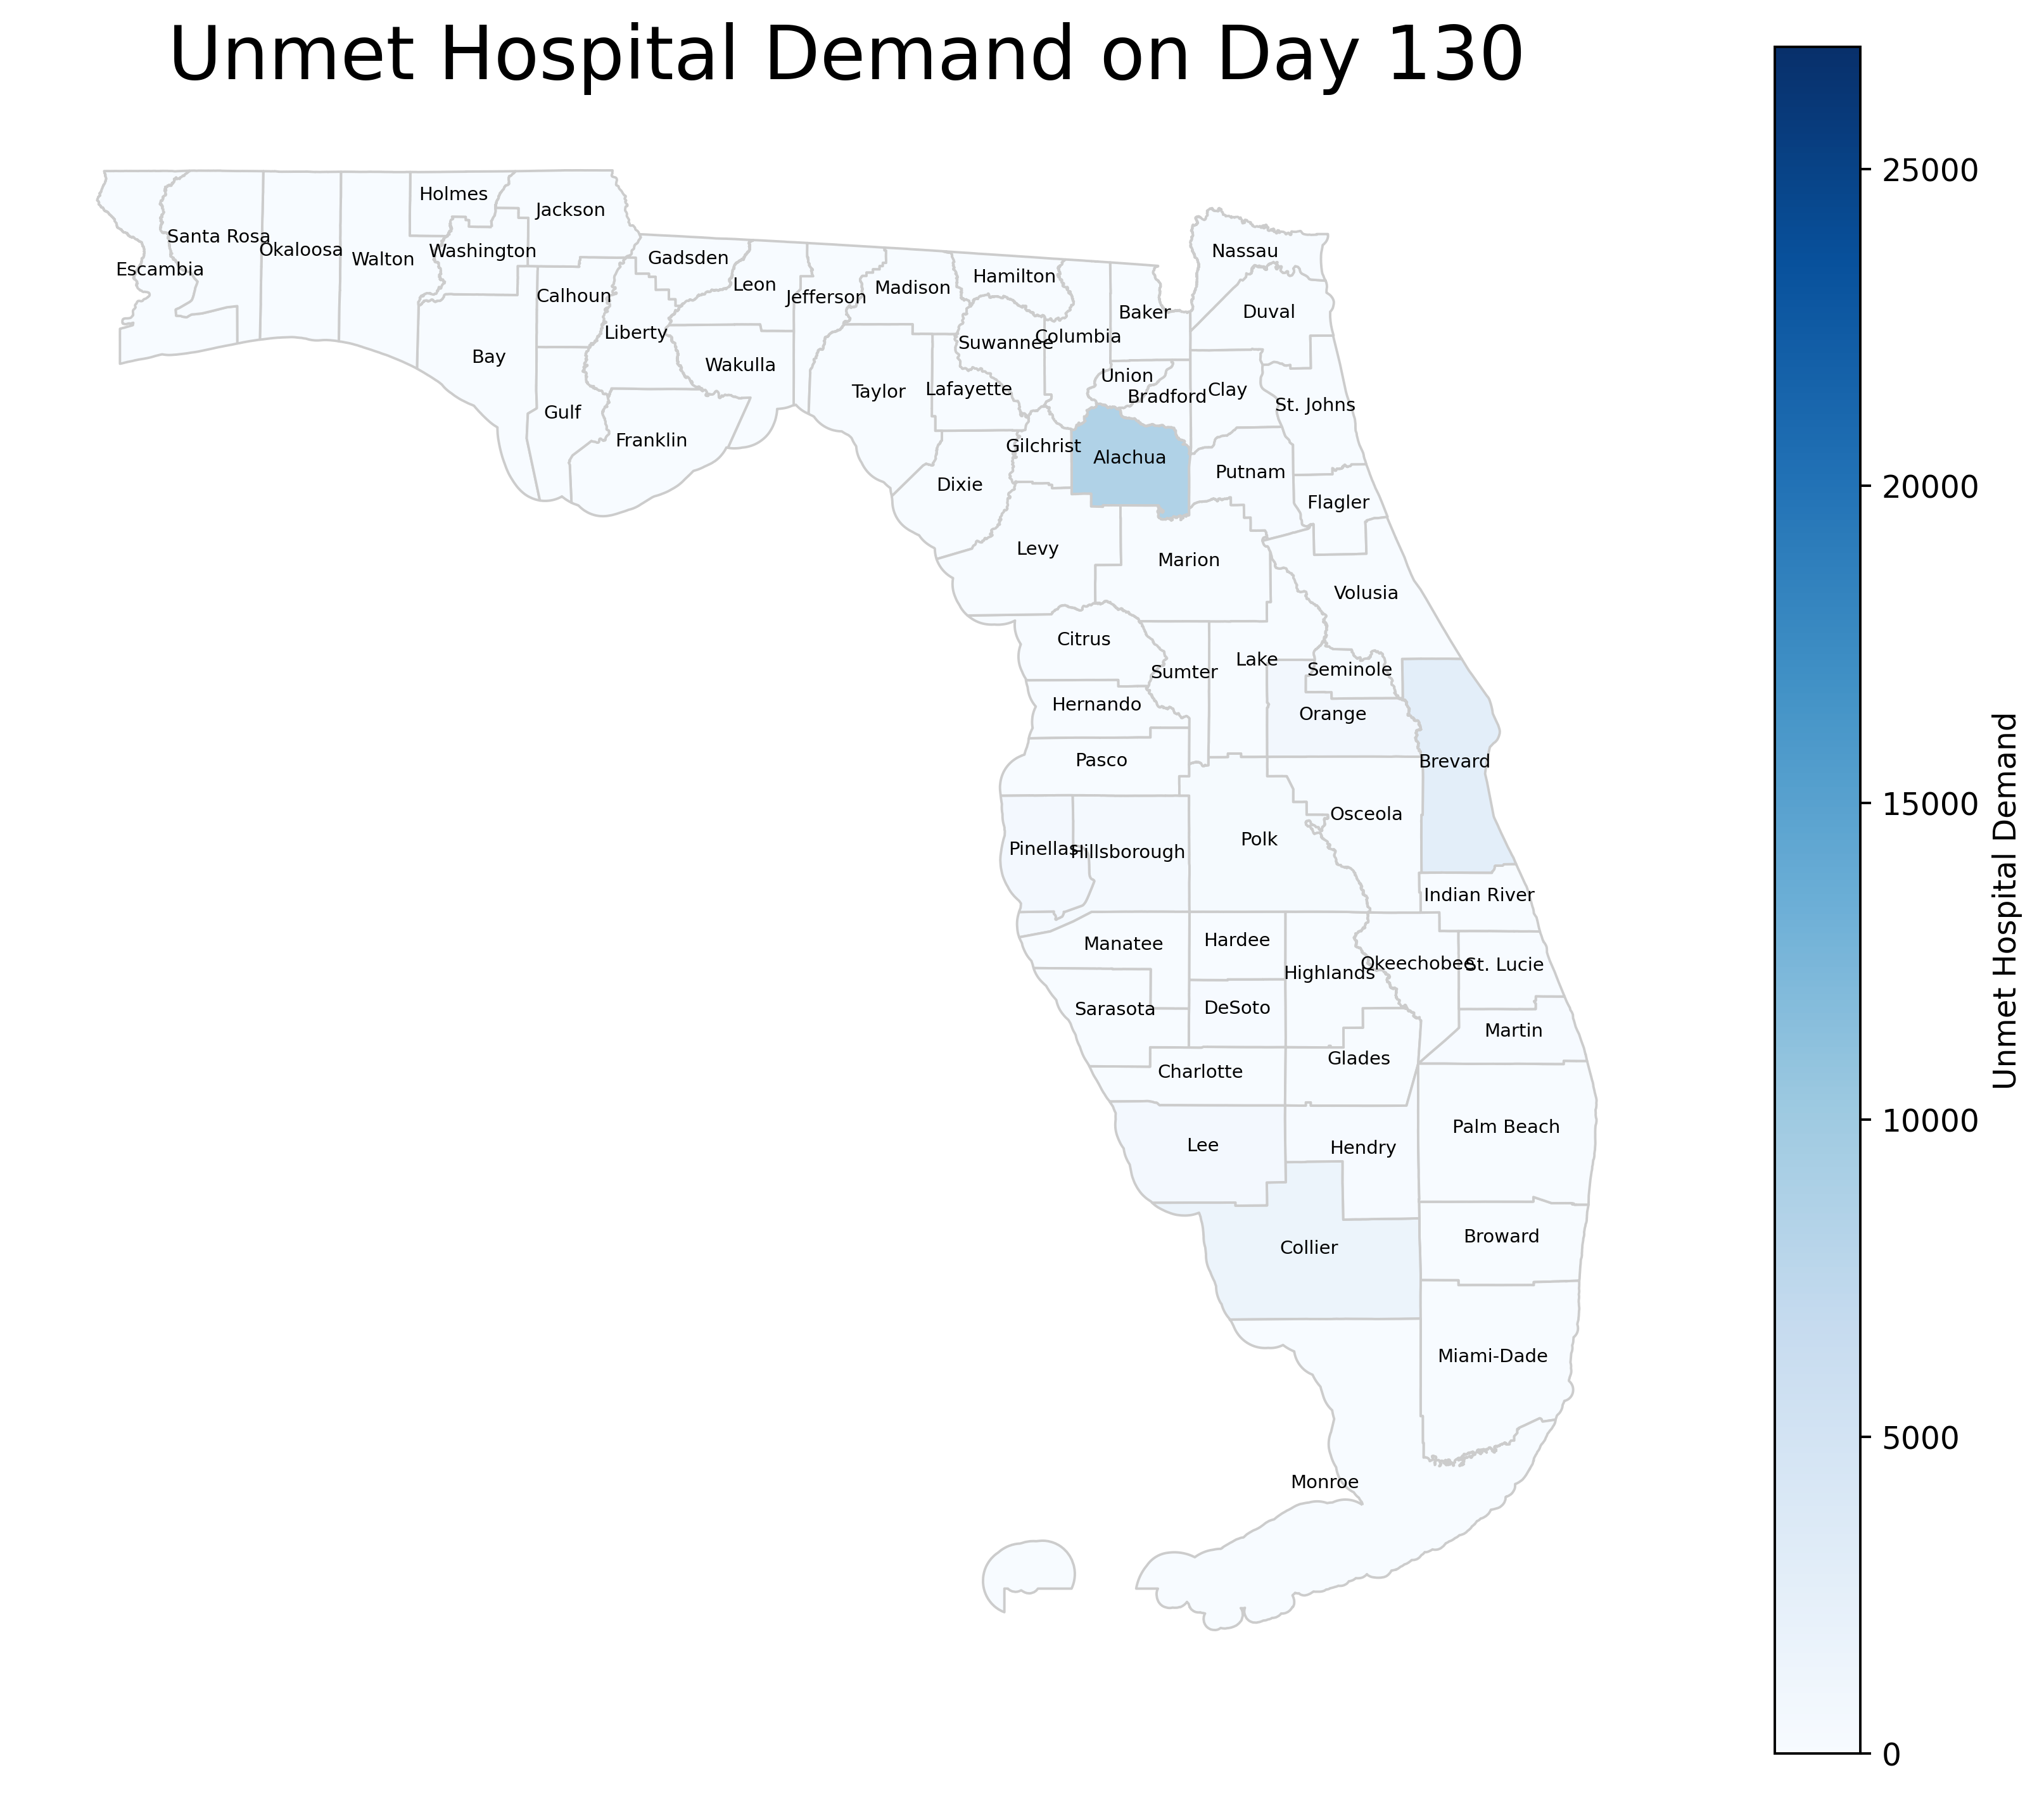 Unmet Hospital Demand on Day 130
Holmes
Jackson
Santa Rosa
Okaloosa
Washington
Walton
Escambia
Gadsden
Nassau
Hamilton
Leon
Madison
Calhoun
Jefferson
Baker
Duval
Liberty
Columbia
Suwannee
Bay
Wakulla
Union
Taylor
Lafayette
Bradford
Clay
St. Johns
Gulf
Franklin
Gilchrist
Alachua
Putnam
Dixie
Flagler
Levy
Marion
Volusia
Citrus
Lake
Sumter
Seminole
Hernando
Orange
Pasco
Brevard
Osceola
Polk
Pinellas
Hillsborough
Indian River
Manatee
Hardee
Highlands
Okeechobee
St. Lucie
Sarasota
DeSoto
Martin
Glades
Charlotte
Palm Beach
Lee
Hendry
Broward
Collier
Miami-Dade
Monroe
25000
20000
15000
10000
5000
0
Unmet Hospital Demand